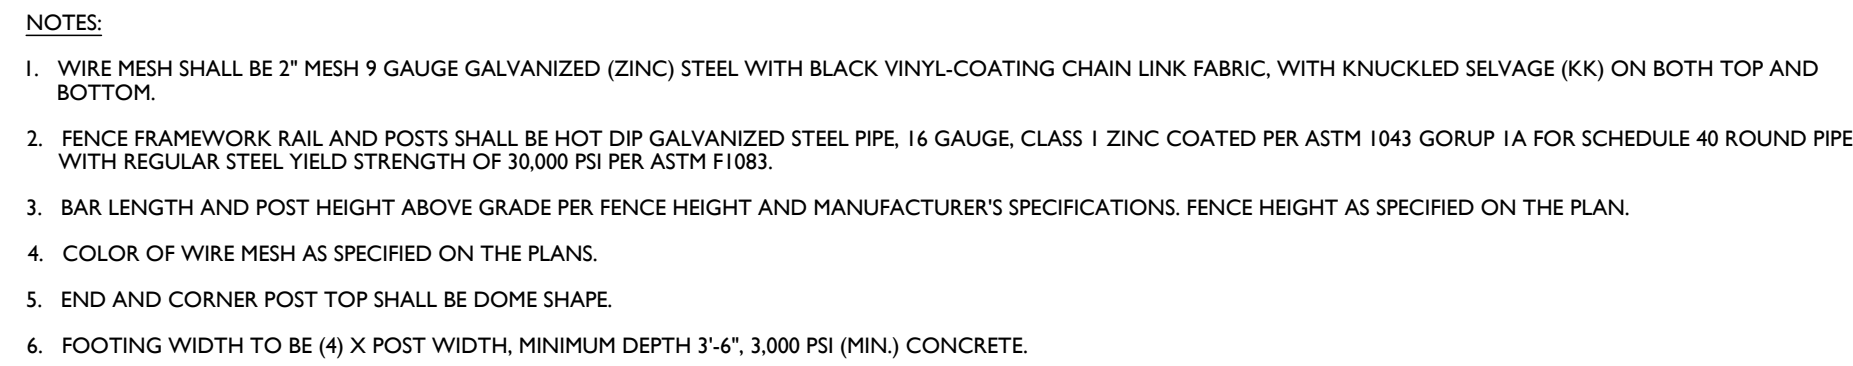 NOTES:
1. WIRE MESH SHALL BE 2" MESH 9 GAUGE GALVANIZED (ZINC) STEEL WITH BLACK VINYL-COATING CHAIN LINK FABRIC, WITH KNUCKLED SELVAGE (KK) ON BOTH TOP AND
BOTTOM.
2. FENCE FRAMEWORK RAIL AND POSTS SHALL BE HOT DIP GALVANIZED STEEL PIPE, 16 GAUGE, CLASS 1 ZINC COATED PER ASTM 1043 GORUP 1A FOR SCHEDULE 40 ROUND PIPE
WITH REGULAR STEEL YIELD STRENGTH OF 30,000 PSI PER ASTM F1083.
3. BAR LENGTH AND POST HEIGHT ABOVE GRADE PER FENCE HEIGHT AND MANUFACTURER'S SPECIFICATIONS. FENCE HEIGHT AS SPECIFIED ON THE PLAN.
4. COLOR OF WIRE MESH AS SPECIFIED ON THE PLANS.
5. END AND CORNER POST TOP SHALL BE DOME SHAPE.
6. FOOTING WIDTH TO BE (4) X POST WIDTH, MINIMUM DEPTH 3'-6", 3,000 PSI (MIN.) CONCRETE.